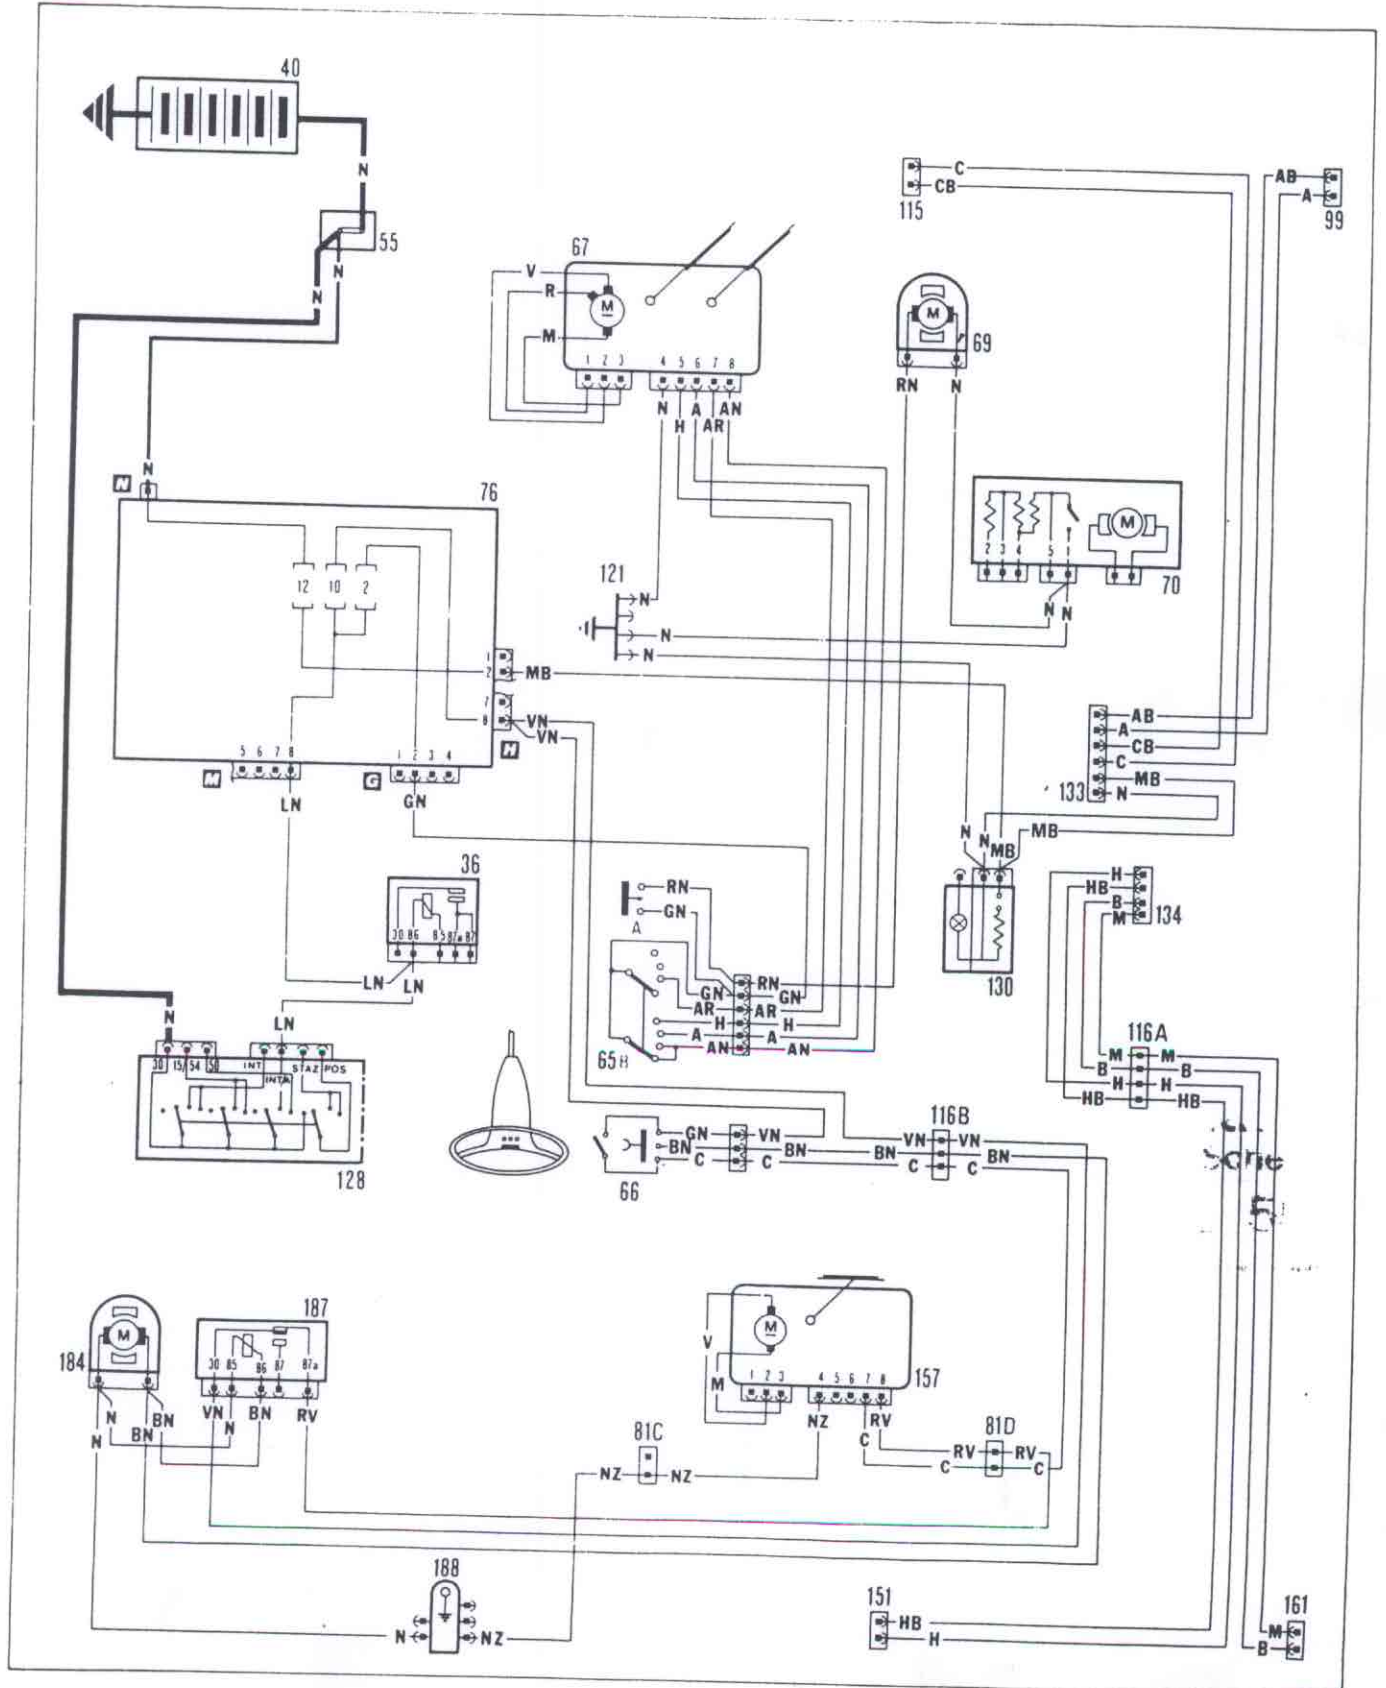 40
N
55
N
N
67
V
R
M
M
1 2 3 4 5 6 7 8
N A AN
H AR
115
C
CB
AB
A
99
M
69
RN N
N
N
76
12 10 2
1
2
MB
7
8
VN
VN
H
5 6 7 8
M
1 2 3 4
G
LN
GN
121
N
N
N
M
2 3 4 5
70
N N
AB
A
CB
C
MB
N
133
N N MB
MB
130
H
HB
B
M
134
36
30 86 85 87a 87
LN LN
RN
GN
A
RN
GN GN
AR AR
H H
A A
AN AN
65B
N
LN
30 15/54 50 INT INTA STAZ POS
128
116A
M M
B B
H H
HB HB
GN VN
BN BN
C C
66
116B
VN VN
BN BN
C C
184
M
N
BN
N
BN
187
30 85 86 87 87a
VN N BN RV
V
M
M
1 2 3 4 5 6 7 8
157
NZ RV
C
81C
NZ NZ
81D
RV RV
C C
188
N NZ
151
HB
H
161
M
B